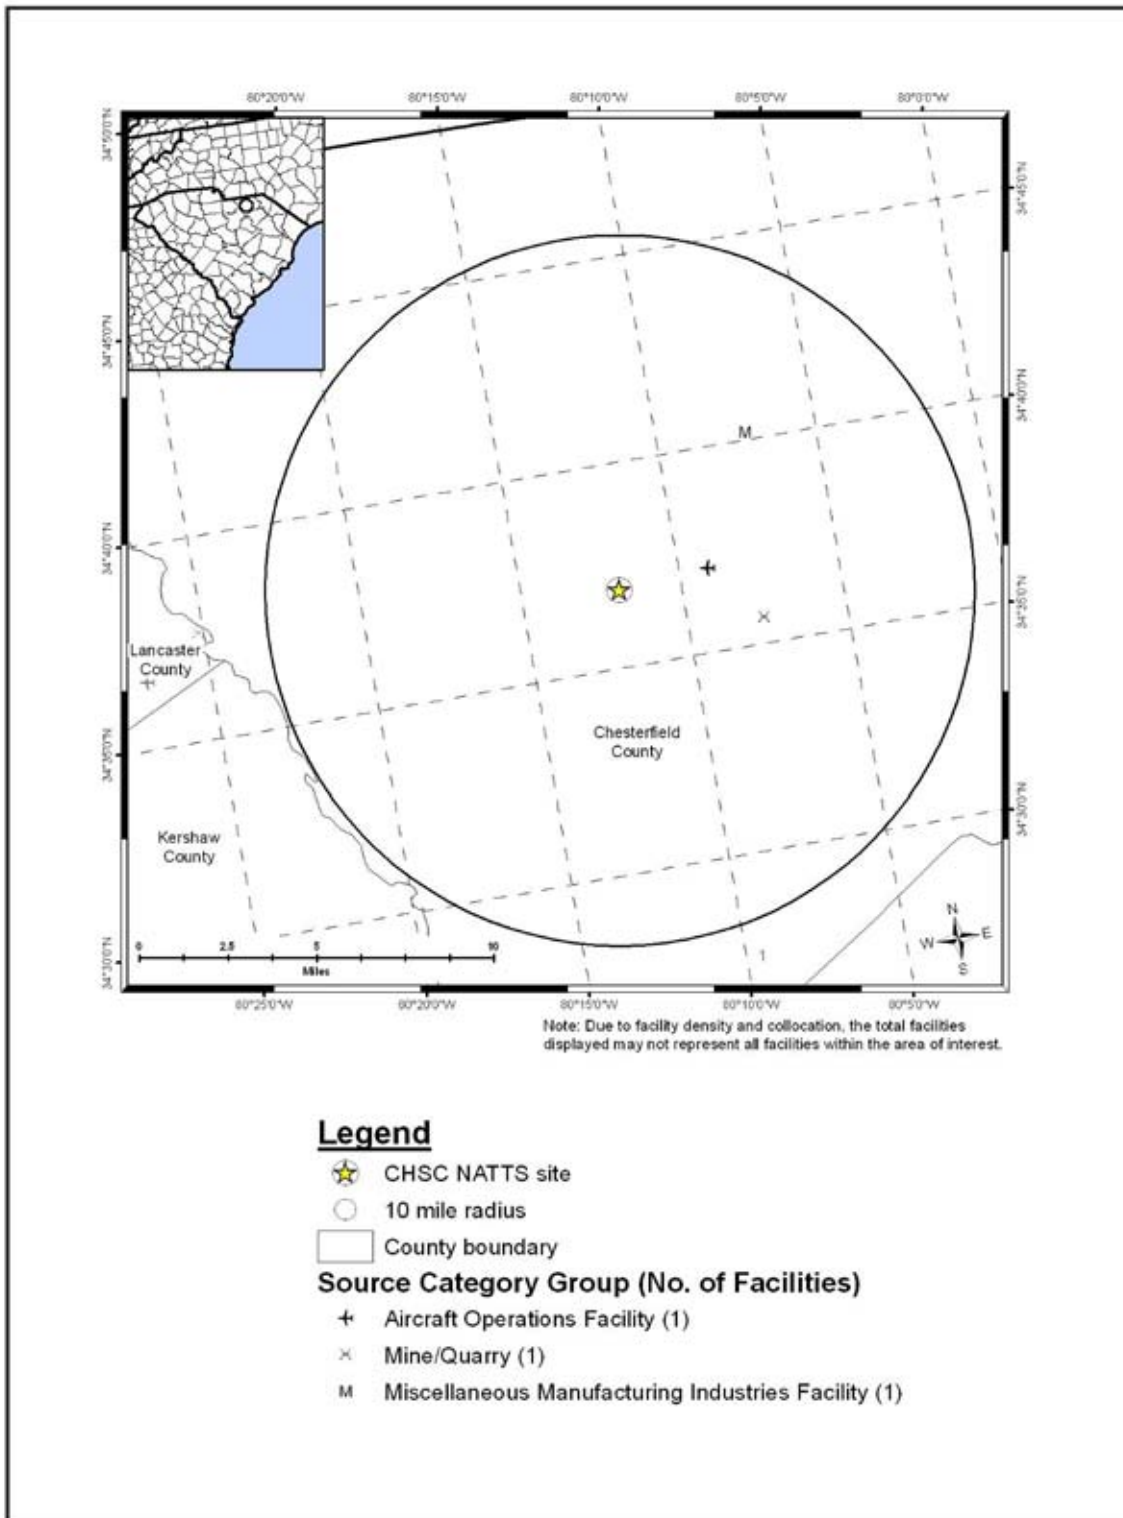 80°20'0"W 80°15'0"W 80°10'0"W 80°5'0"W 80°0'0"W
34°50'0"N
34°45'0"N
34°45'0"N
34°40'0"N
M
34°40'0"N
34°35'0"N
Lancaster
County
Chesterfield
County
34°35'0"N
34°30'0"N
Kershaw
County
N
W E
S
0 2.5 5 10
Miles
34°30'0"N
80°25'0"W 80°20'0"W 80°15'0"W 80°10'0"W 80°5'0"W
Note: Due to facility density and collocation, the total facilities
displayed may not represent all facilities within the area of interest.
Legend
CHSC NATTS site
10 mile radius
County boundary
Source Category Group (No. of Facilities)
Aircraft Operations Facility (1)
Mine/Quarry (1)
M Miscellaneous Manufacturing Industries Facility (1)